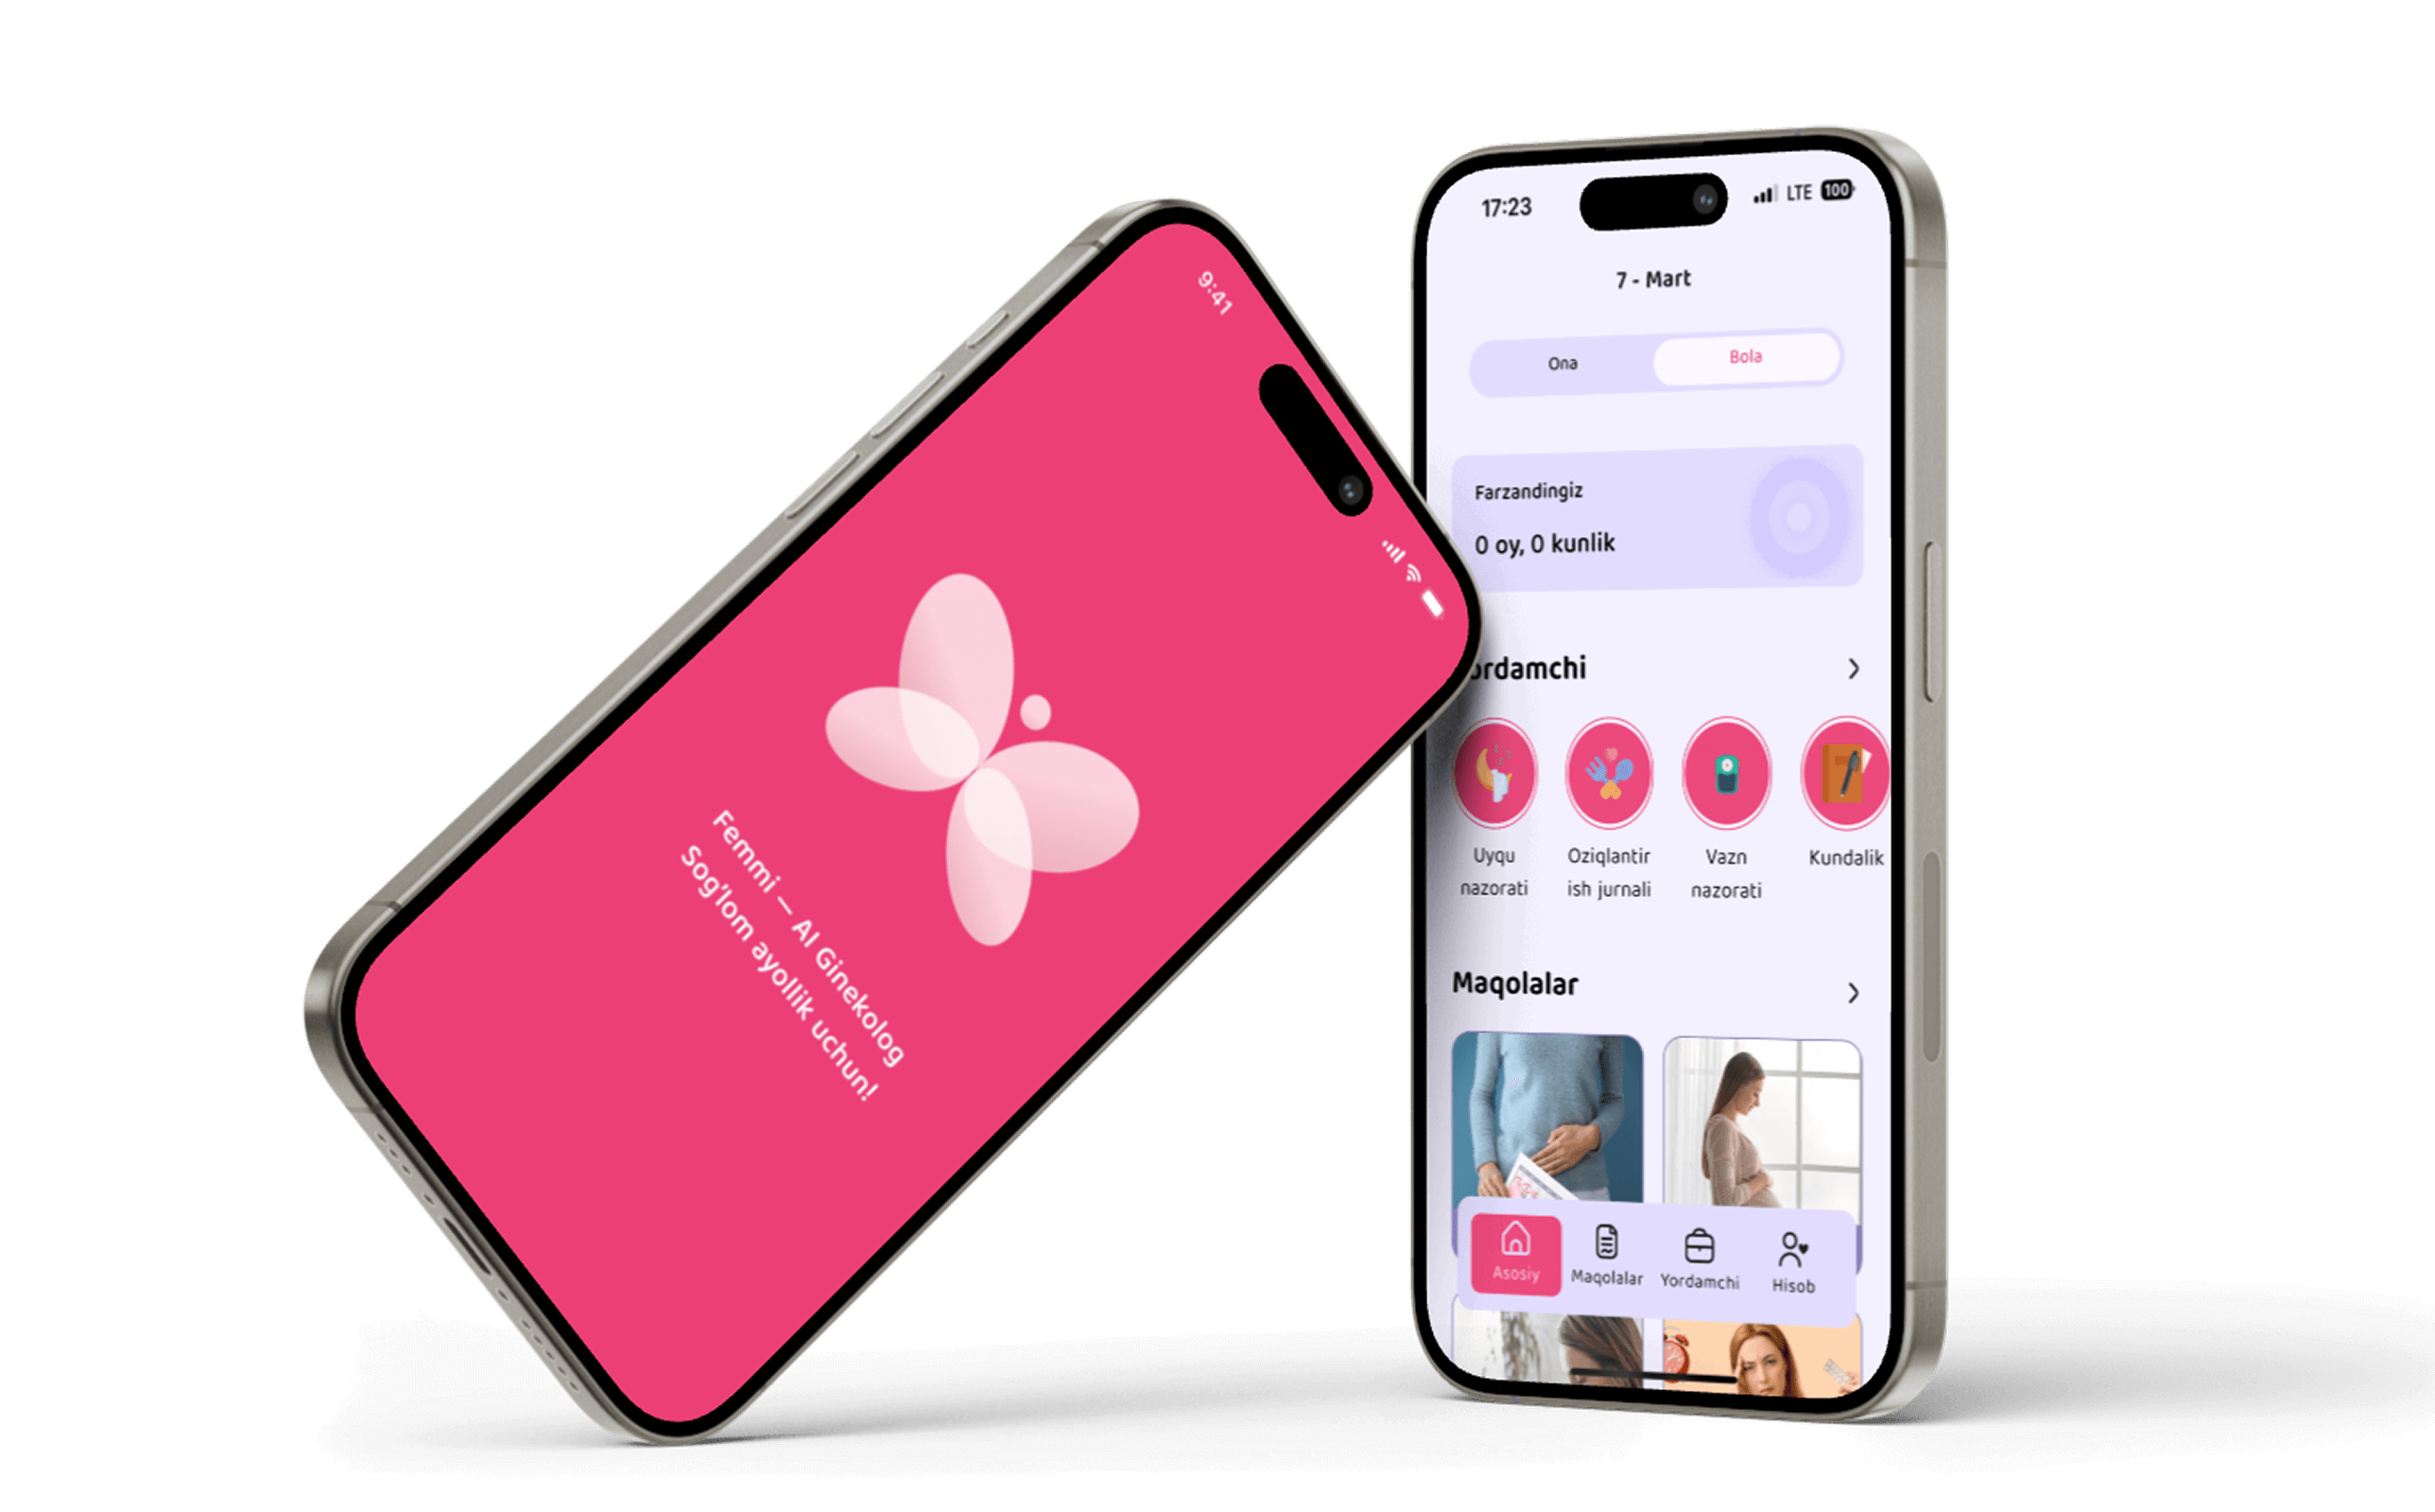 9:41
Femmi – AI Ginekolog
Sog'lom ayollik uchun!
17:23 LTE 100
7 - Mart
Ona Bola
Farzandingiz
0 oy, 0 kunlik
ordamchi
Uyqu nazorati
Oziqlantir ish jurnali
Vazn nazorati
Kundalik
Maqolalar
Asosiy Maqolalar Yordamchi Hisob